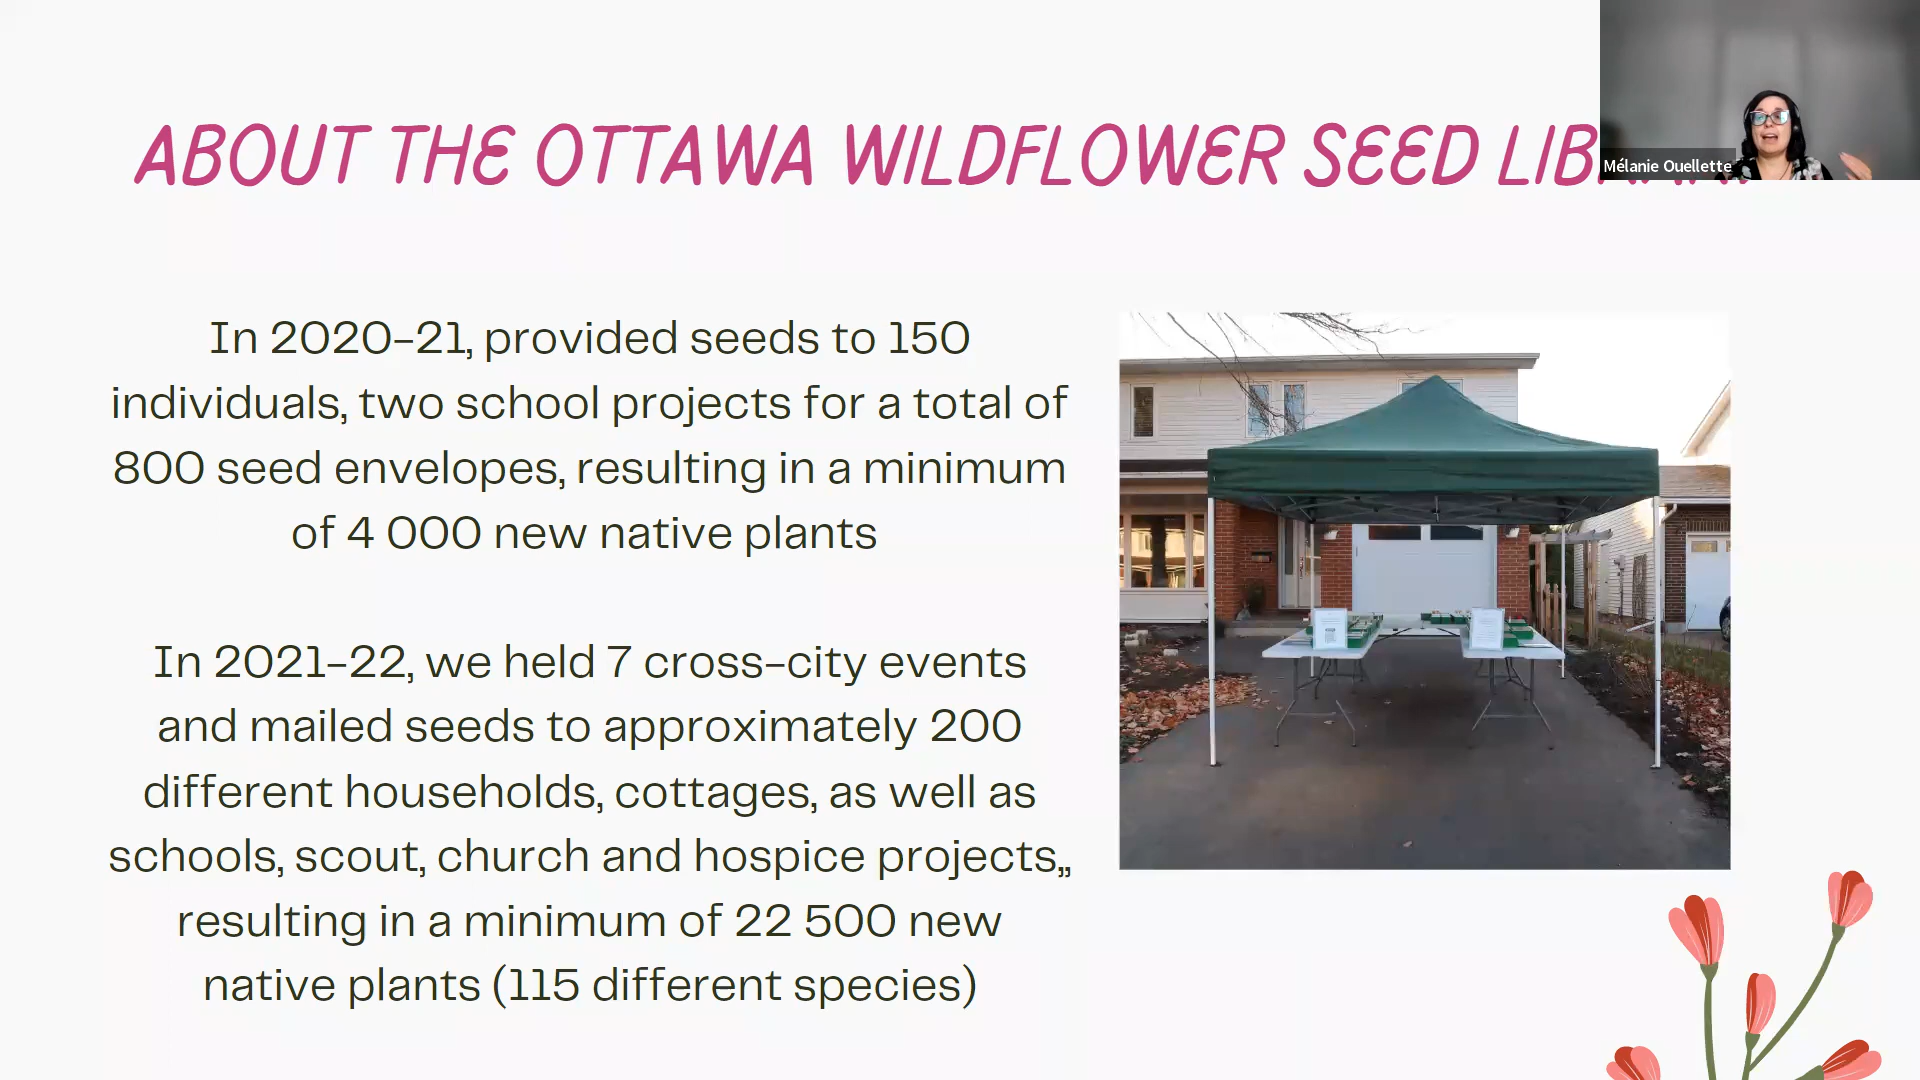 ABOUT THE OTTAWA WILDFLOWER SEED
Mélanie Ouellette
In 2020-21, provided seeds to 150
individuals, two school projects for a total of
800 seed envelopes, resulting in a minimum
of 4 000 new native plants
In 2021-22, we held 7 cross-city events
and mailed seeds to approximately 200
different households, cottages, as well as
schools, scout, church and hospice projects,,
resulting in a minimum of 22 500 new
native plants (115 different species)